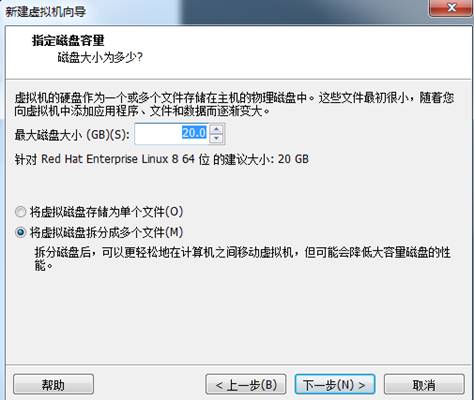 新建虚拟机向导
指定磁盘容量
磁盘大小为多少?
虚拟机的硬盘作为一个或多个文件存储在主机的物理磁盘中。这些文件最初很小，随着您
向虚拟机中添加应用程序、文件和数据而逐渐变大。
最大磁盘大小 (GB)(S): 20.0
针对 Red Hat Enterprise Linux 8 64 位 的建议大小: 20 GB
将虚拟磁盘存储为单个文件(O)
将虚拟磁盘拆分成多个文件(M)
拆分磁盘后，可以更轻松地在计算机之间移动虚拟机，但可能会降低大容量磁盘的性
能。
帮助 < 上一步(B) 下一步(N) > 取消